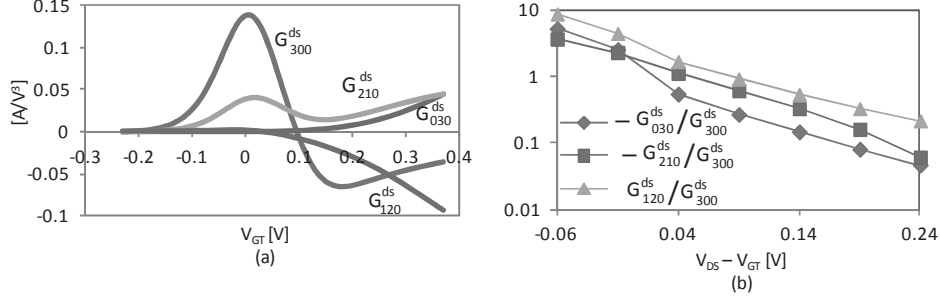 [A/V³]
0.15
0.1
0.05
0
-0.05
-0.1
-0.3 -0.2 -0.1 0 0.1 0.2 0.3 0.4
G^ds_300
G^ds_210
G^ds_030
G^ds_120
V_GT [V]
(a)
10
1
0.1
0.01
-0.06 0.04 0.14 0.24
− G^ds_030 / G^ds_300
− G^ds_210 / G^ds_300
G^ds_120 / G^ds_300
V_DS − V_GT [V]
(b)